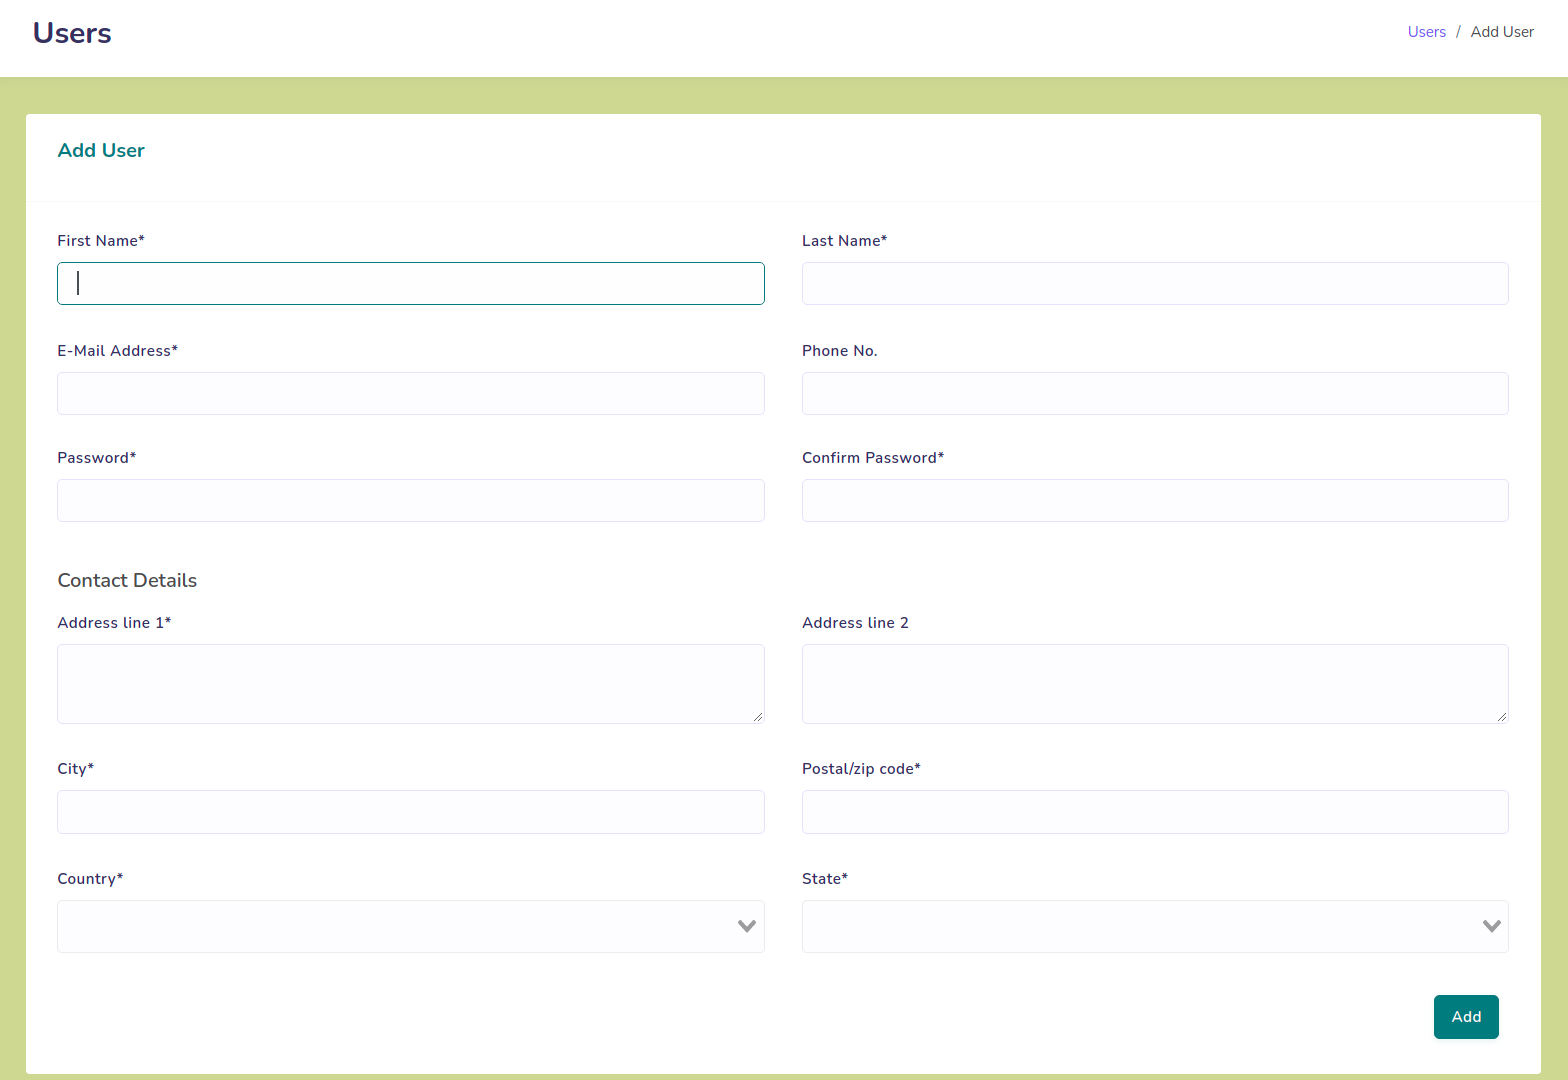 Users
Users / Add User
Add User
First Name*
Last Name*
E-Mail Address*
Phone No.
Password*
Confirm Password*
Contact Details
Address line 1*
Address line 2
City*
Postal/zip code*
Country*
State*
Add